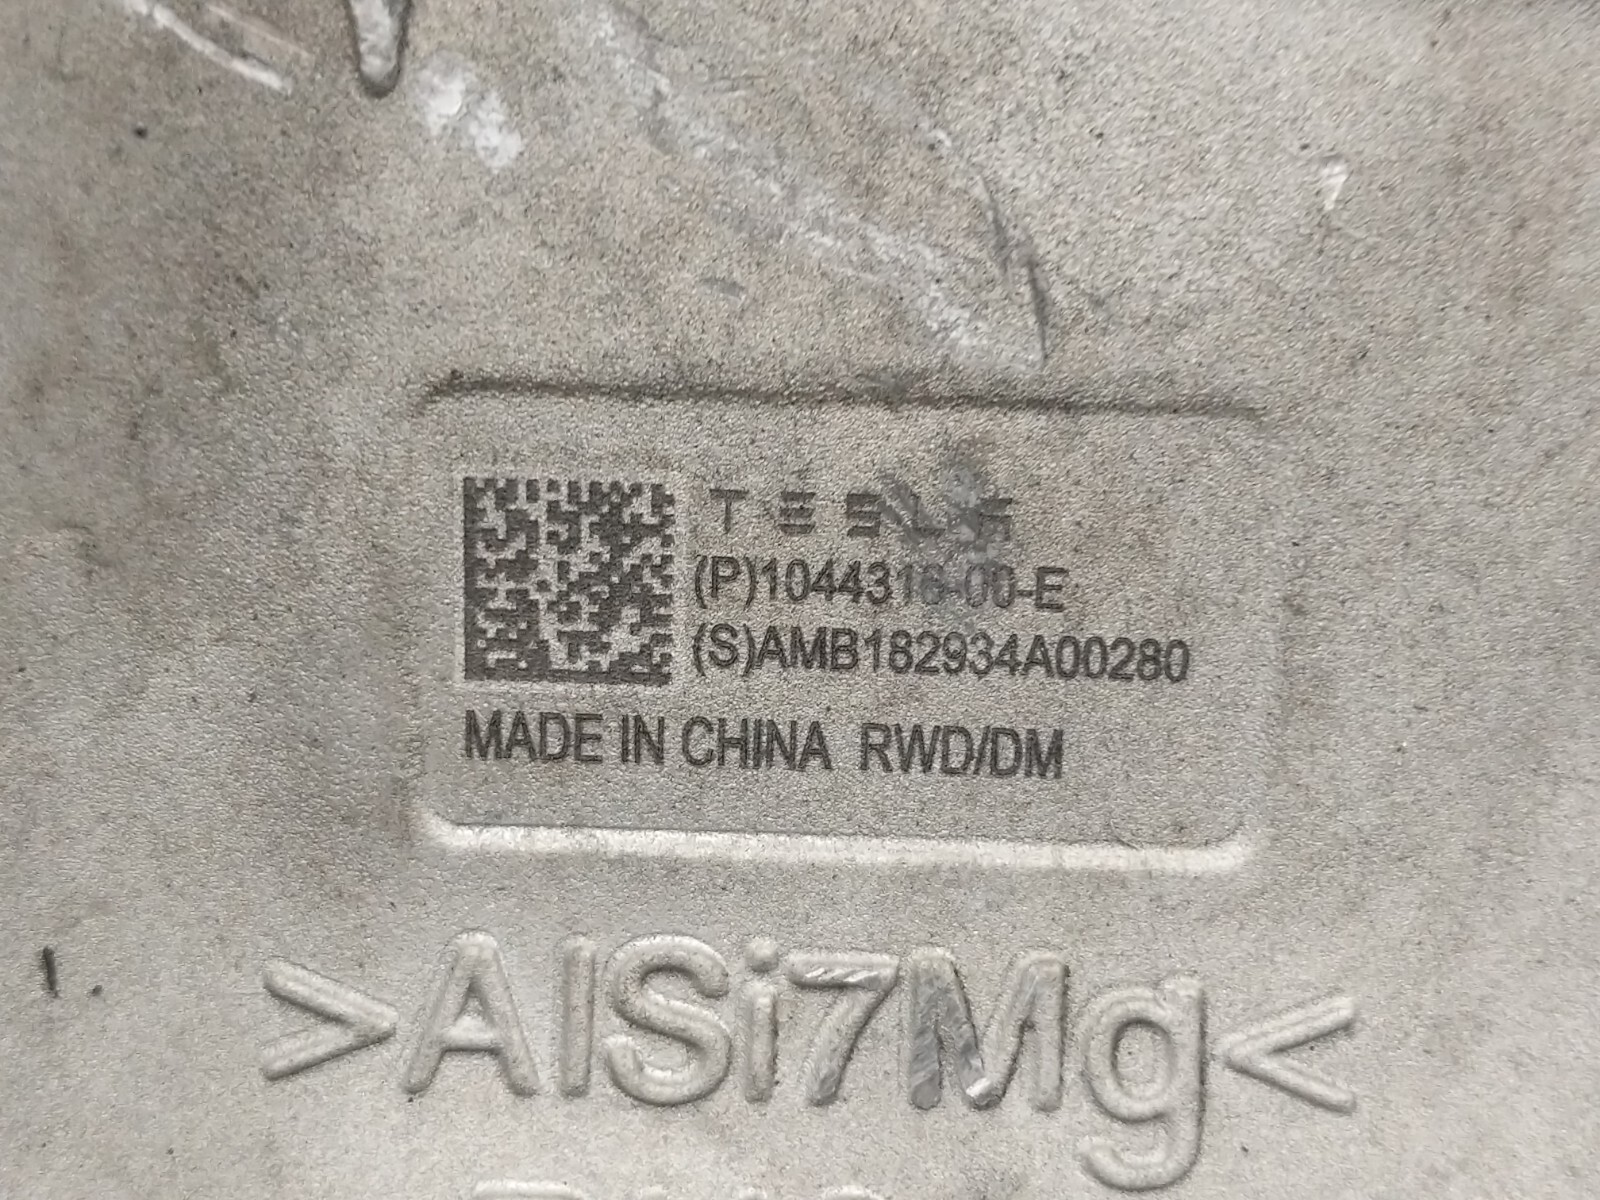 TESLA
(P)1044316-00-E
(S)AMB182934A00280
MADE IN CHINA RWD/DM
>AlSi7Mg<